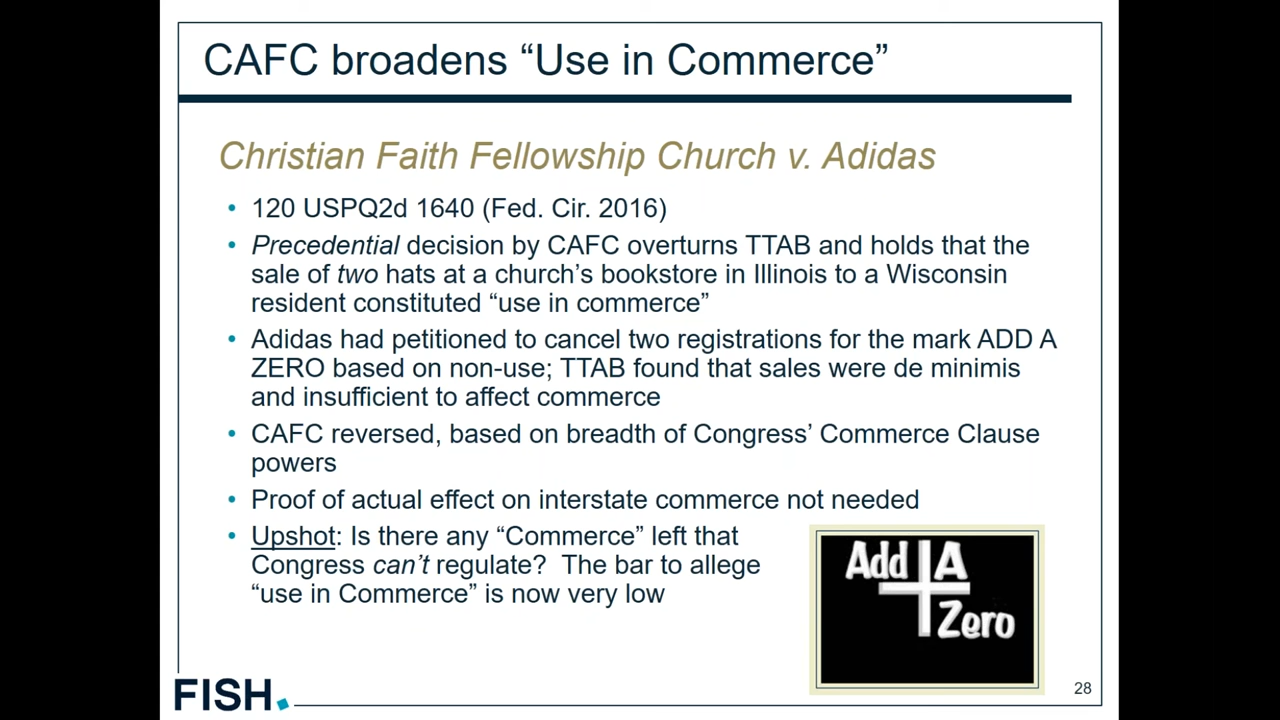 CAFC broadens “Use in Commerce”
Christian Faith Fellowship Church v. Adidas
• 120 USPQ2d 1640 (Fed. Cir. 2016)
• Precedential decision by CAFC overturns TTAB and holds that the
sale of two hats at a church’s bookstore in Illinois to a Wisconsin
resident constituted “use in commerce”
• Adidas had petitioned to cancel two registrations for the mark ADD A
ZERO based on non-use; TTAB found that sales were de minimis
and insufficient to affect commerce
• CAFC reversed, based on breadth of Congress’ Commerce Clause
powers
• Proof of actual effect on interstate commerce not needed
• Upshot: Is there any “Commerce” left that
Congress can’t regulate? The bar to allege
“use in Commerce” is now very low
Add A
Zero
FISH.
28